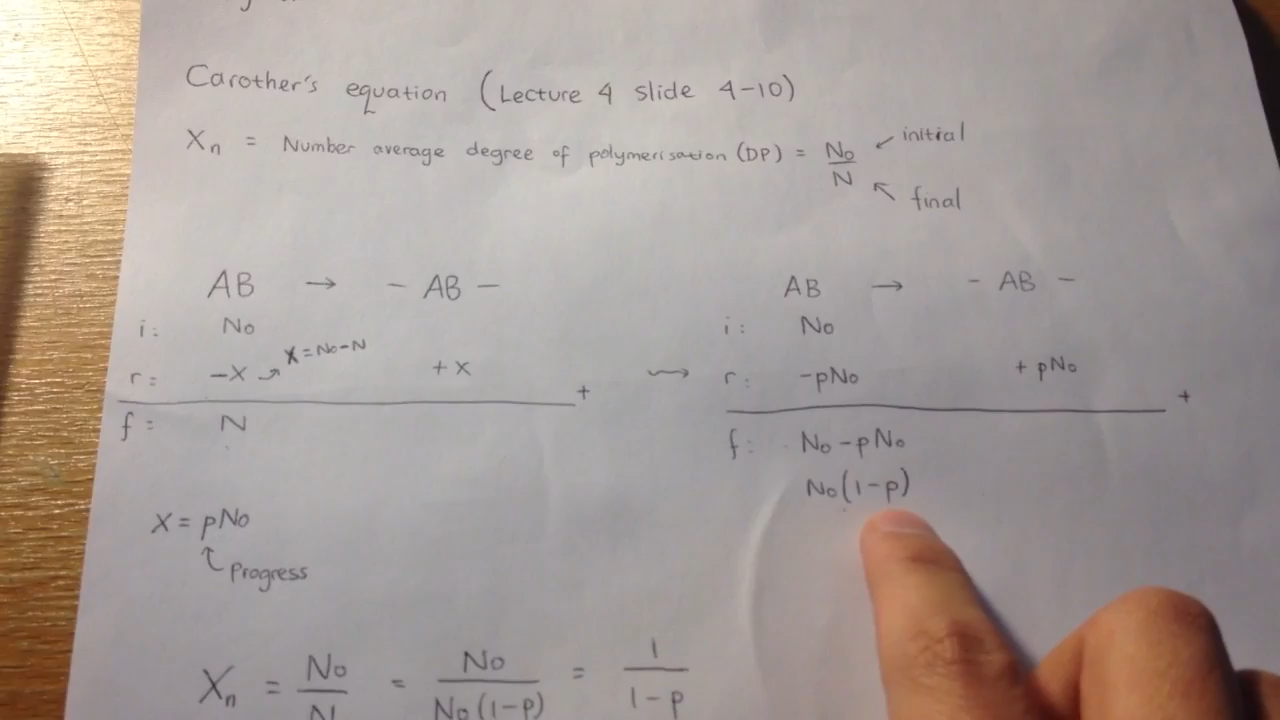 Carother's equation (Lecture 4 slide 4-10)
Xn = Number average degree of polymerisation (DP) = No/N
initial
final
AB → - AB -
i: No
r: -X X=No-N +X
+
f: N
AB → - AB -
i: No
r: -pNo + pNo
+
f: No-pNo
No(1-p)
X = pNo
Progress
Xn = No/N = No/No(1-p) = 1/1-p